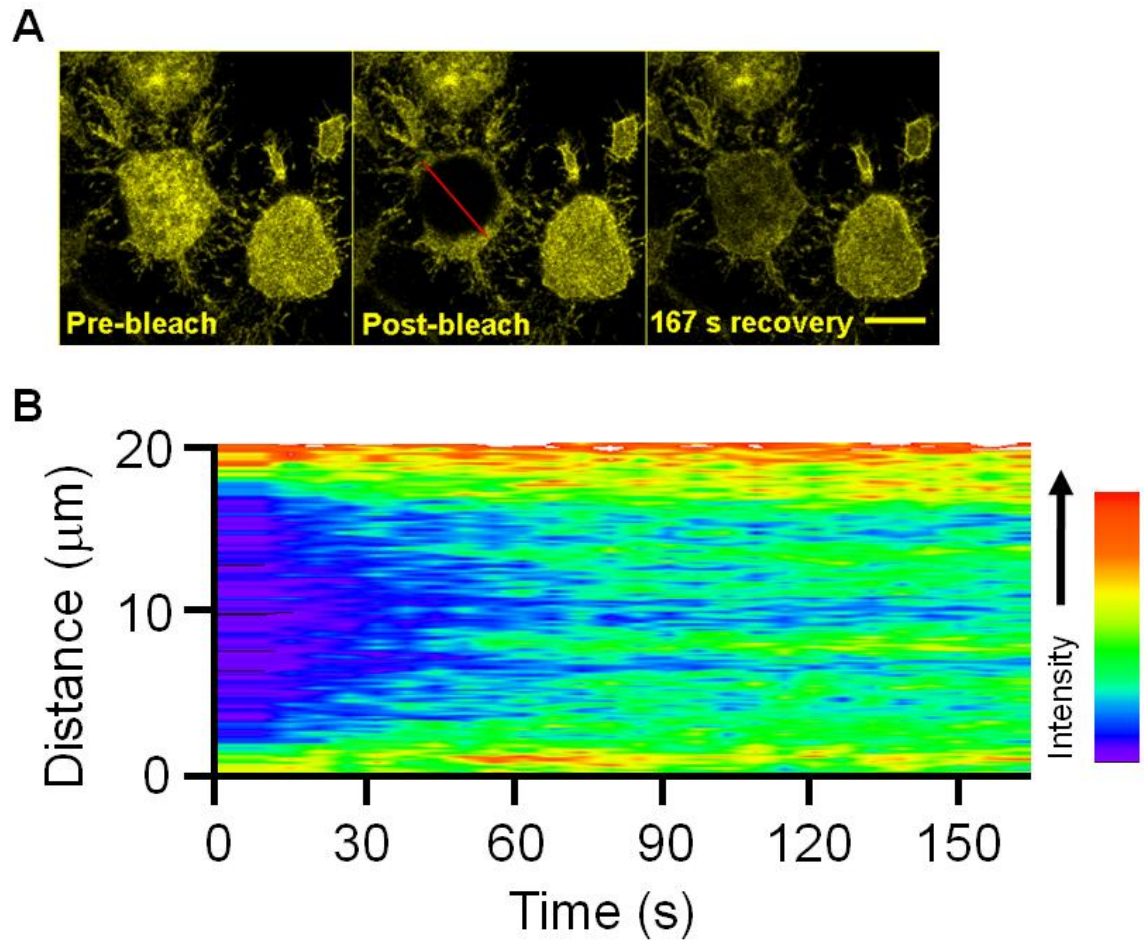 A
Pre-bleach
Post-bleach
167 s recovery
B
Distance (μm)
20
10
0
0 30 60 90 120 150
Time (s)
Intensity